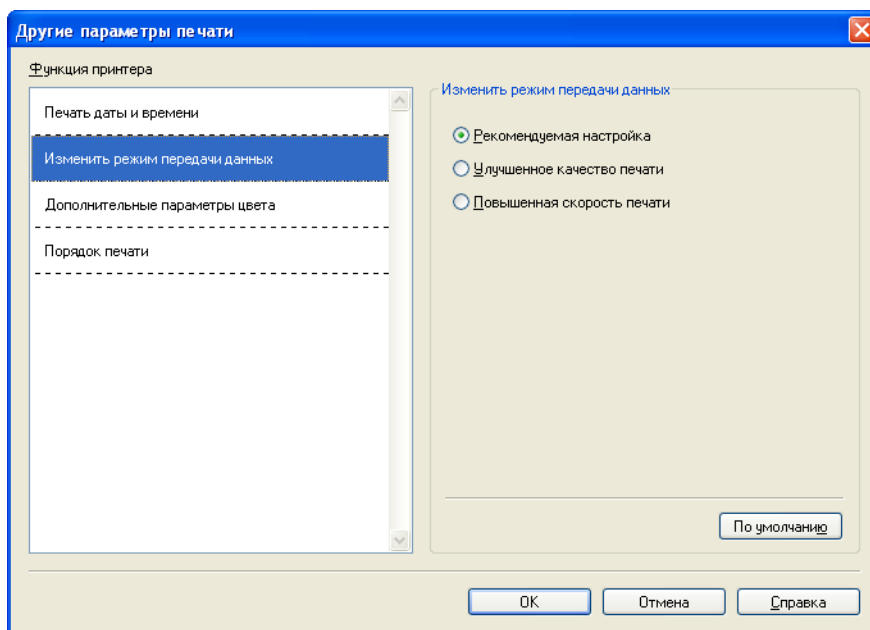 Другие параметры печати
Функция принтера
Печать даты и времени
Изменить режим передачи данных
Дополнительные параметры цвета
Порядок печати
Изменить режим передачи данных
Рекомендуемая настройка
Улучшенное качество печати
Повышенная скорость печати
По умолчанию
OK
Отмена
Справка